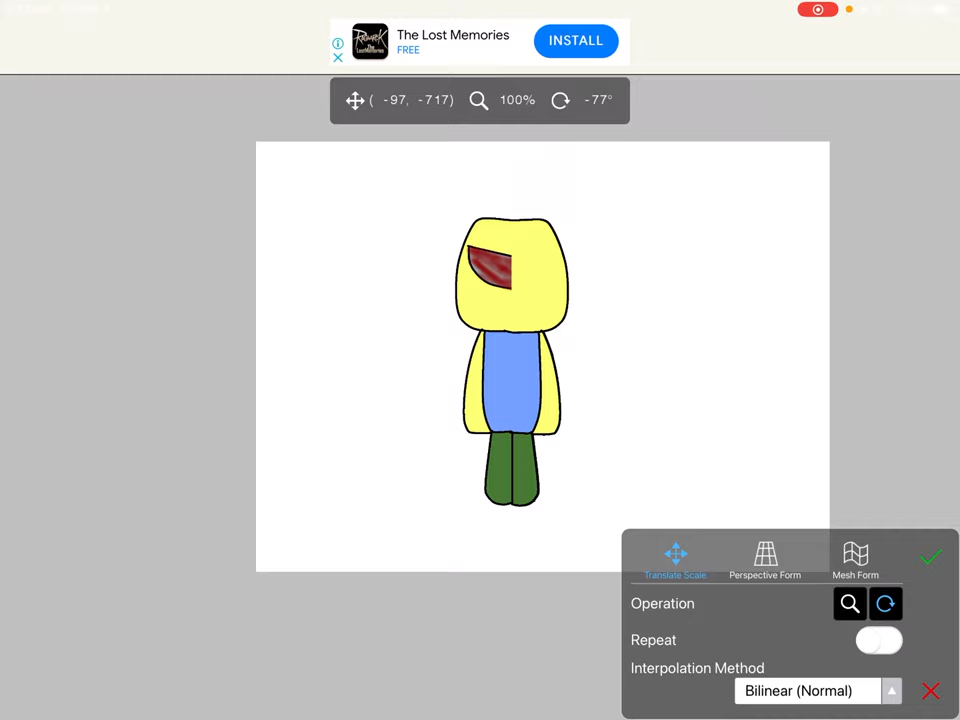 The Lost Memories
FREE
INSTALL
( -97, -717) 100% -77°
Translate Scale Perspective Form Mesh Form
Operation
Repeat
Interpolation Method
Bilinear (Normal)